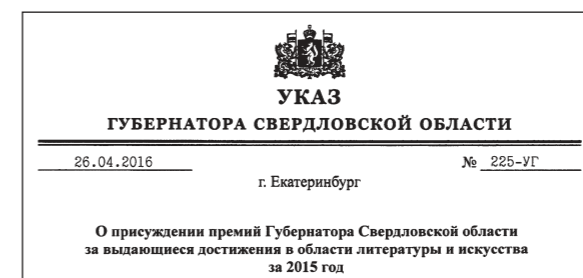 УКАЗ
ГУБЕРНАТОРА СВЕРДЛОВСКОЙ ОБЛАСТИ
26.04.2016 № 225-УГ
г. Екатеринбург
О присуждении премий Губернатора Свердловской области
за выдающиеся достижения в области литературы и искусства
за 2015 год